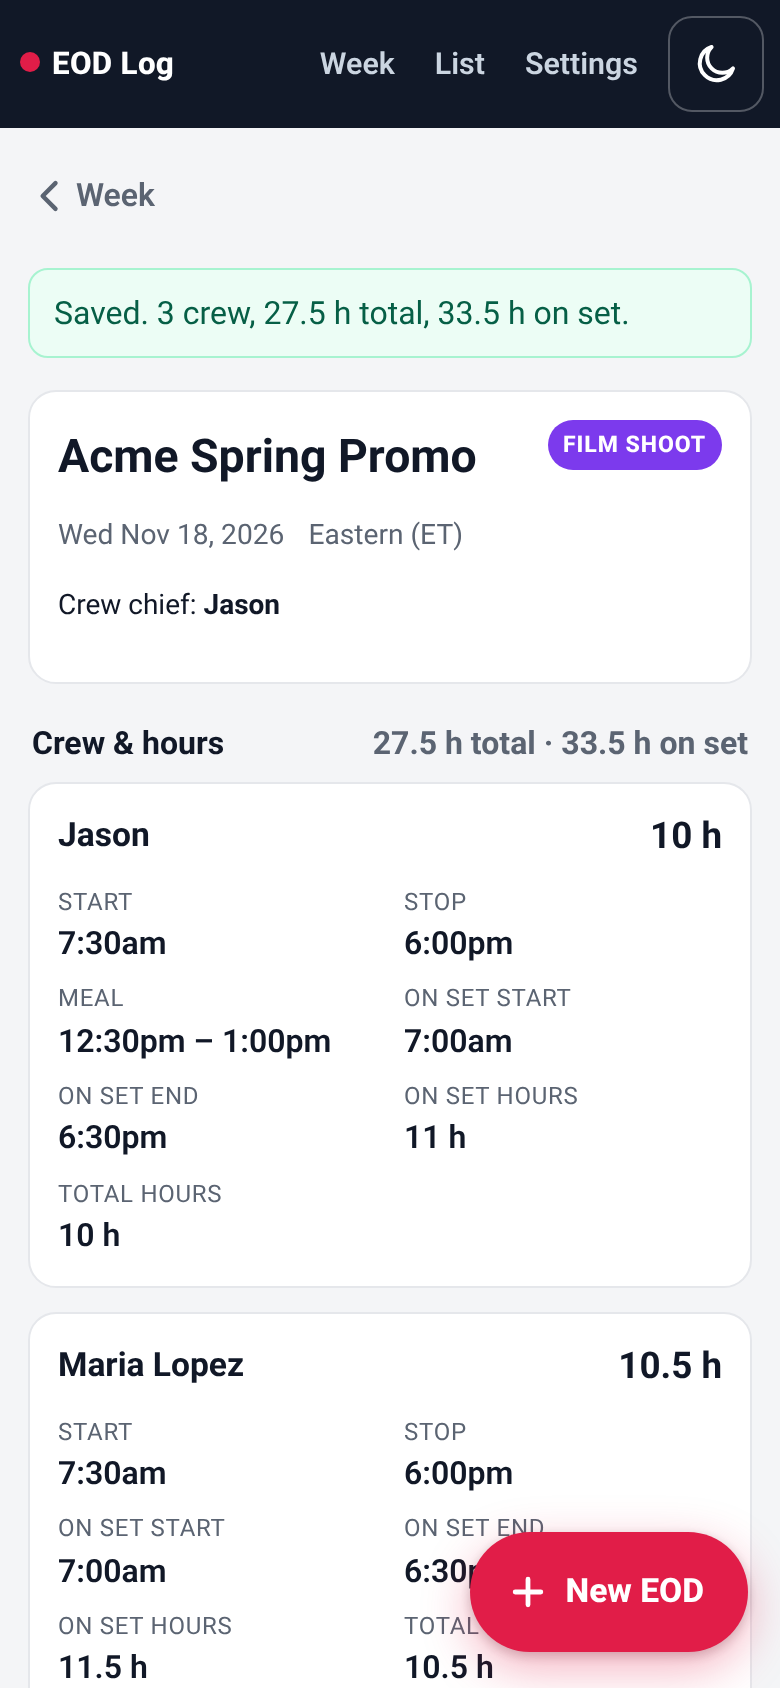 EOD Log Week List Settings
Week
Saved. 3 crew, 27.5 h total, 33.5 h on set.
Acme Spring Promo FILM SHOOT
Wed Nov 18, 2026 Eastern (ET)
Crew chief: Jason
Crew & hours 27.5 h total · 33.5 h on set
Jason 10 h
START STOP
7:30am 6:00pm
MEAL ON SET START
12:30pm – 1:00pm 7:00am
ON SET END ON SET HOURS
6:30pm 11 h
TOTAL HOURS
10 h
Maria Lopez 10.5 h
START STOP
7:30am 6:00pm
ON SET START ON SET END
7:00am
New EOD
ON SET HOURS TOTAL
11.5 h 10.5 h